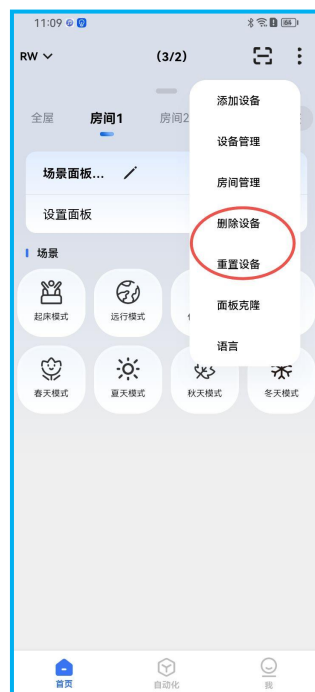 11:09
RW
(3/2)
添加设备
全屋
房间1
房间2
设备管理
场景面板...
房间管理
设置面板
删除设备
场景
重置设备
起床模式
远行模式
面板克隆
语言
春天模式
夏天模式
秋天模式
冬天模式
首页
自动化
我